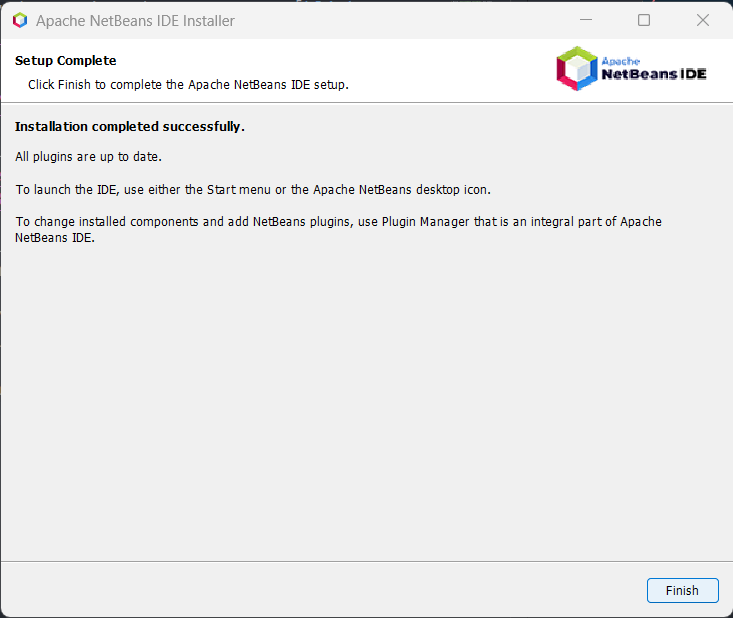 Apache NetBeans IDE Installer
Setup Complete
Click Finish to complete the Apache NetBeans IDE setup.
Apache
NetBeans IDE
Installation completed successfully.
All plugins are up to date.
To launch the IDE, use either the Start menu or the Apache NetBeans desktop icon.
To change installed components and add NetBeans plugins, use Plugin Manager that is an integral part of Apache
NetBeans IDE.
Finish